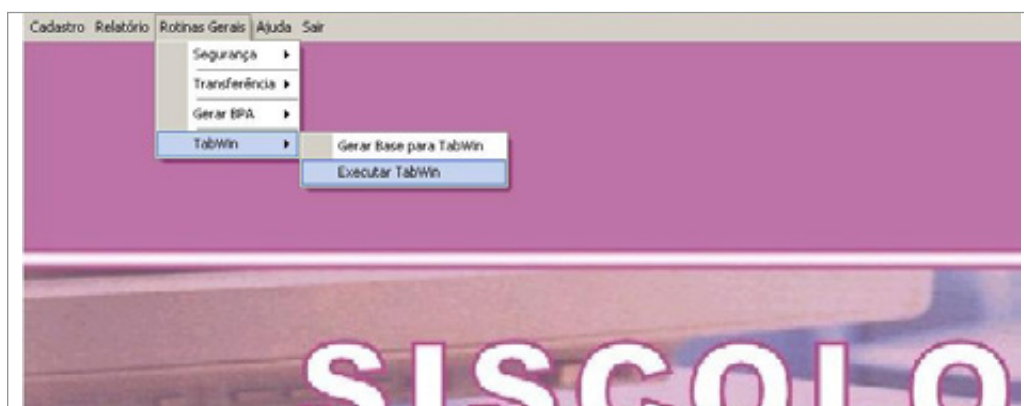 Cadastro Relatório Rotinas Gerais Ajuda Sair
Segurança
Transferência
Gerar BPA
TabWin
Gerar Base para TabWin
Executar TabWin
SISCOLO